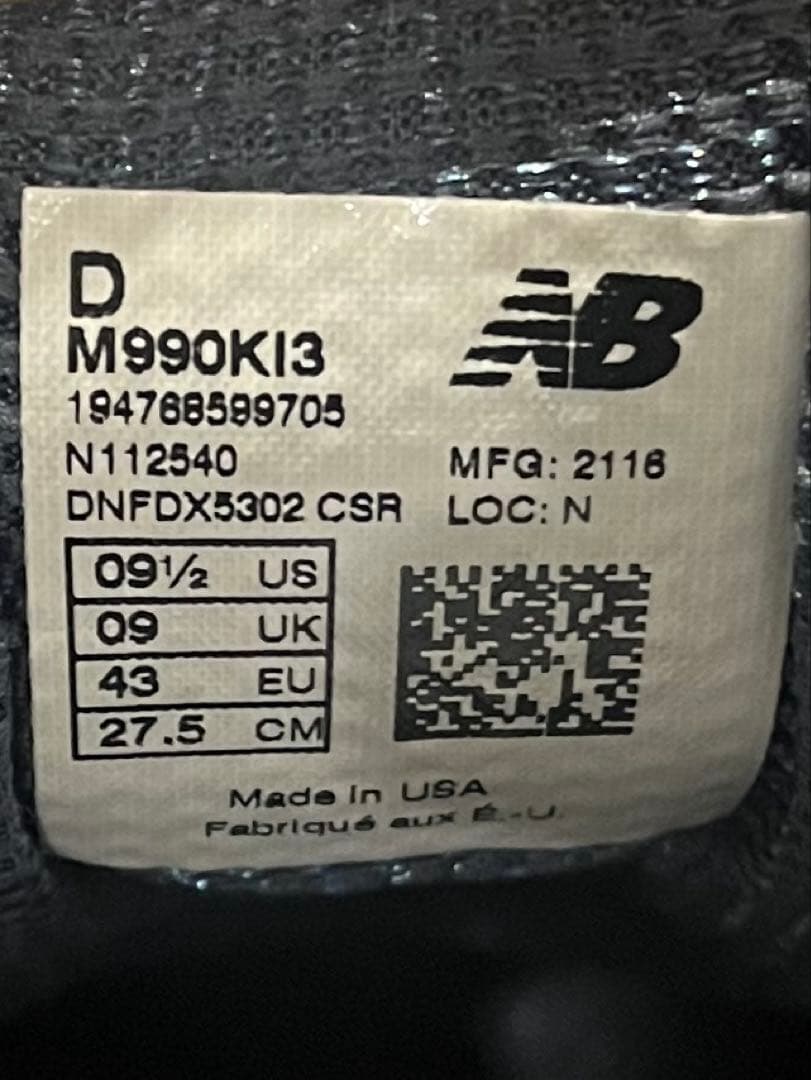 D
NB
M990KI3
194768599705
N112540
MFG: 2116
DNFDX5302 CSR
LOC: N
09½ US
09 UK
43 EU
27.5 CM
Made in USA
Fabriqué aux É.-U.